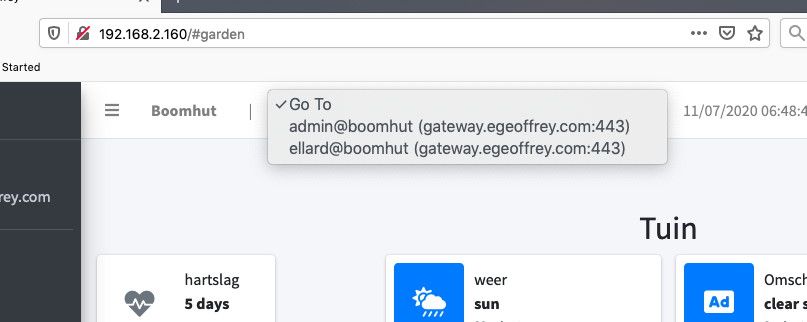 192.168.2.160/#garden
Started
Boomhut
|
✓ Go To
admin@boomhut (gateway.egeoffrey.com:443)
ellard@boomhut (gateway.egeoffrey.com:443)
11/07/2020 06:48:4
rey.com
Tuin
hartslag
5 days
weer
sun
Ad
Omsch
clear s